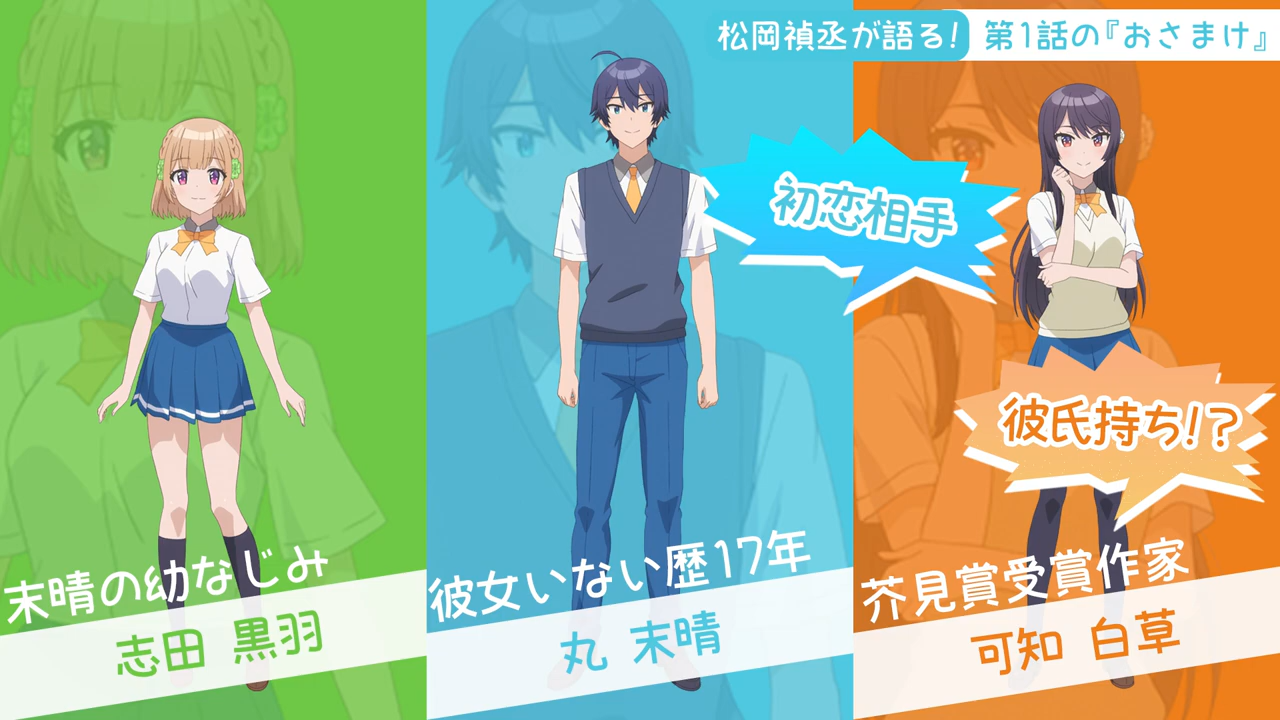 松岡禎丞が語る! 第1話の『おさまけ』
初恋相手
彼氏持ち!?
末晴の幼なじみ
志田 黒羽
彼女いない歴17年
丸 末晴
芥見賞受賞作家
可知 白草